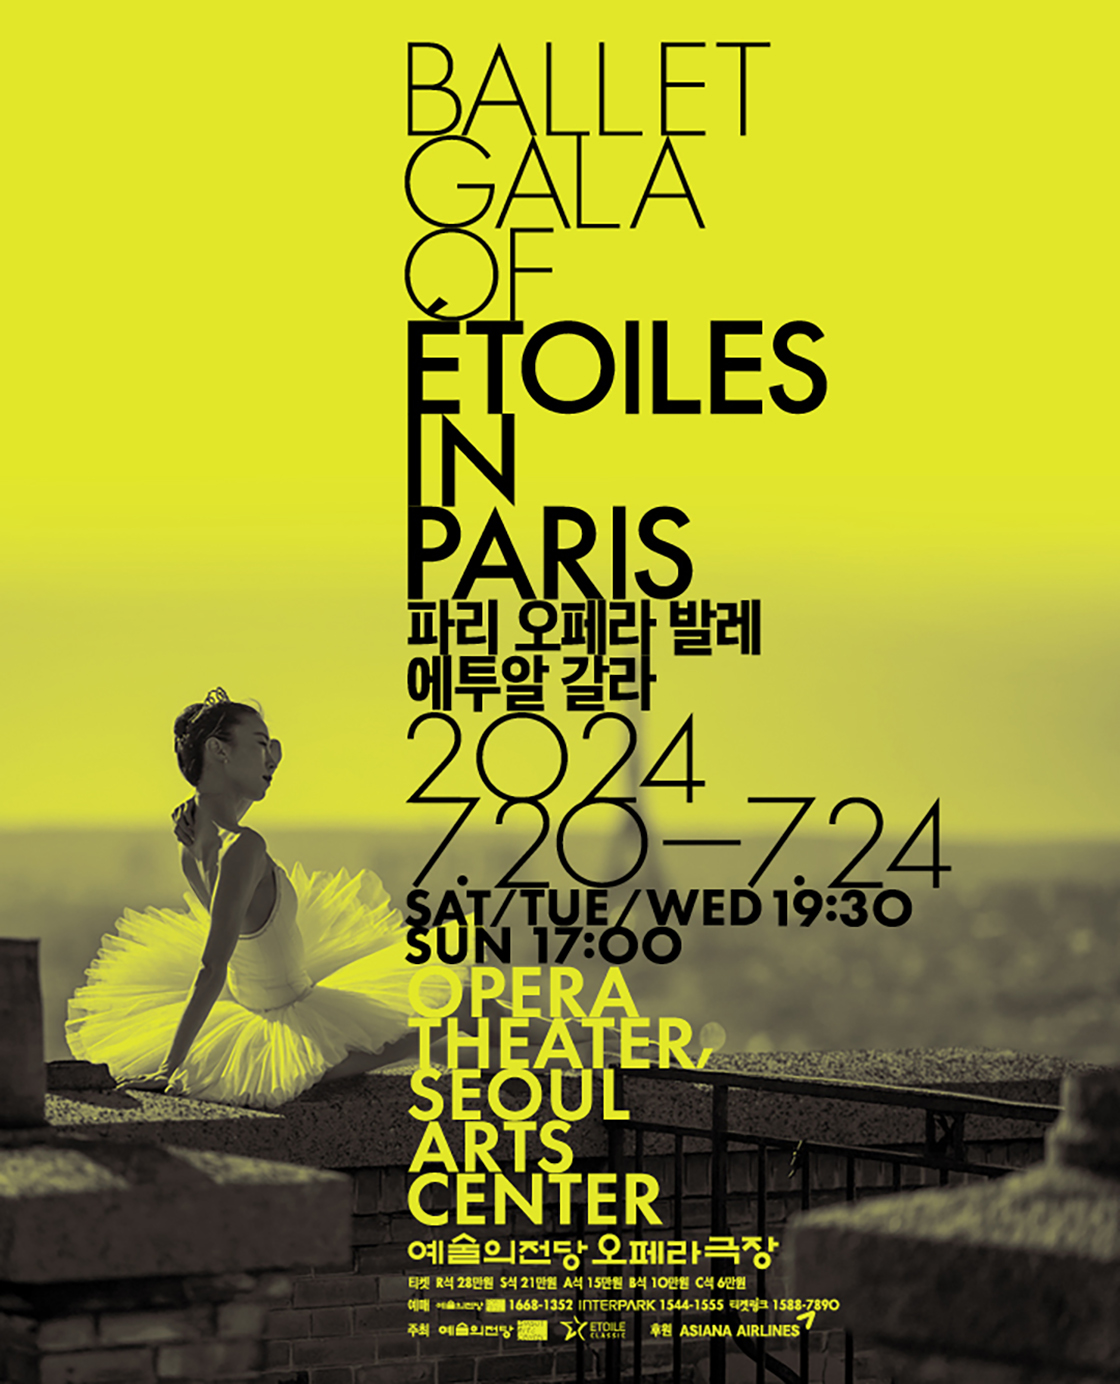 BALLET
GALA
OF
ÉTOILES
IN
PARIS
파리 오페라 발레
에투알 갈라
2024
7.20—7.24
SAT/TUE/WED 19:30
SUN 17:00
OPERA
THEATER,
SEOUL
ARTS
CENTER
예술의전당 오페라극장
티켓 R석 28만원 S석 21만원 A석 15만원 B석 10만원 C석 6만원
예매 예술의전당 1668-1352 INTERPARK 1544-1555 티켓링크 1588-7890
주최 예술의전당 ETOILE CLASSIC 후원 ASIANA AIRLINES